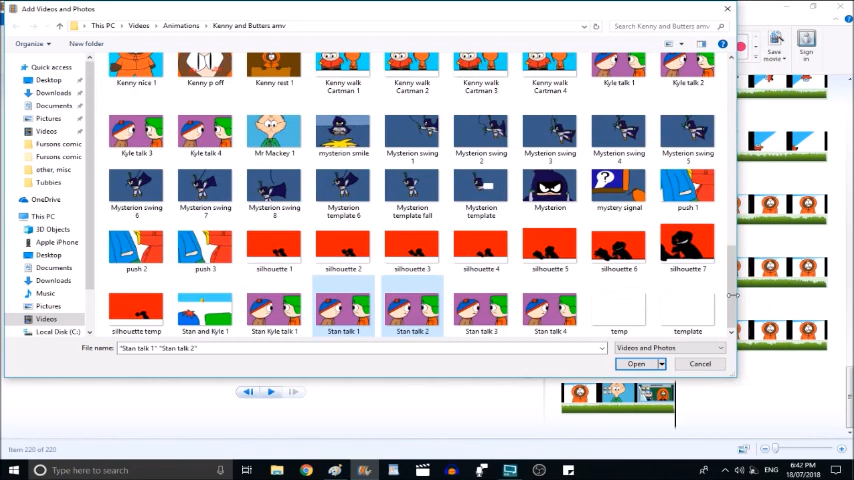 Add Videos and Photos
This PC
Videos
Animations
Kenny and Butters amv
Search Kenny and Butters amv
Save movie
Sign in
Organize
New folder
Quick access
Desktop
Downloads
Documents
Pictures
Videos
Fursons comic
Fursons comic
other, misc
Tubbies
OneDrive
This PC
3D Objects
Apple iPhone
Desktop
Documents
Downloads
Music
Pictures
Videos
Local Disk (C:)
Kenny nice 1
Kenny p off
Kenny rest 1
Kenny walk Cartman 1
Kenny walk Cartman 2
Kenny walk Cartman 3
Kenny walk Cartman 4
Kyle talk 1
Kyle talk 2
Kyle talk 3
Kyle talk 4
Mr Mackey 1
mysterion smile
Mysterion swing 1
Mysterion swing 2
Mysterion swing 3
Mysterion swing 4
Mysterion swing 5
Mysterion swing 6
Mysterion swing 7
Mysterion swing 8
Mysterion template 6
Mysterion template fall
Mysterion template
Mysterion
mystery signal
push 1
push 2
push 3
silhouette 1
silhouette 2
silhouette 3
silhouette 4
silhouette 5
silhouette 6
silhouette 7
silhouette temp
Stan and Kyle 1
Stan Kyle talk 1
Stan talk 1
Stan talk 2
Stan talk 3
Stan talk 4
temp
template
File name:
"Stan talk 1" "Stan talk 2"
Videos and Photos
Open
Cancel
Item 220 of 220
Type here to search
ENG
6:42 PM
18/07/2018